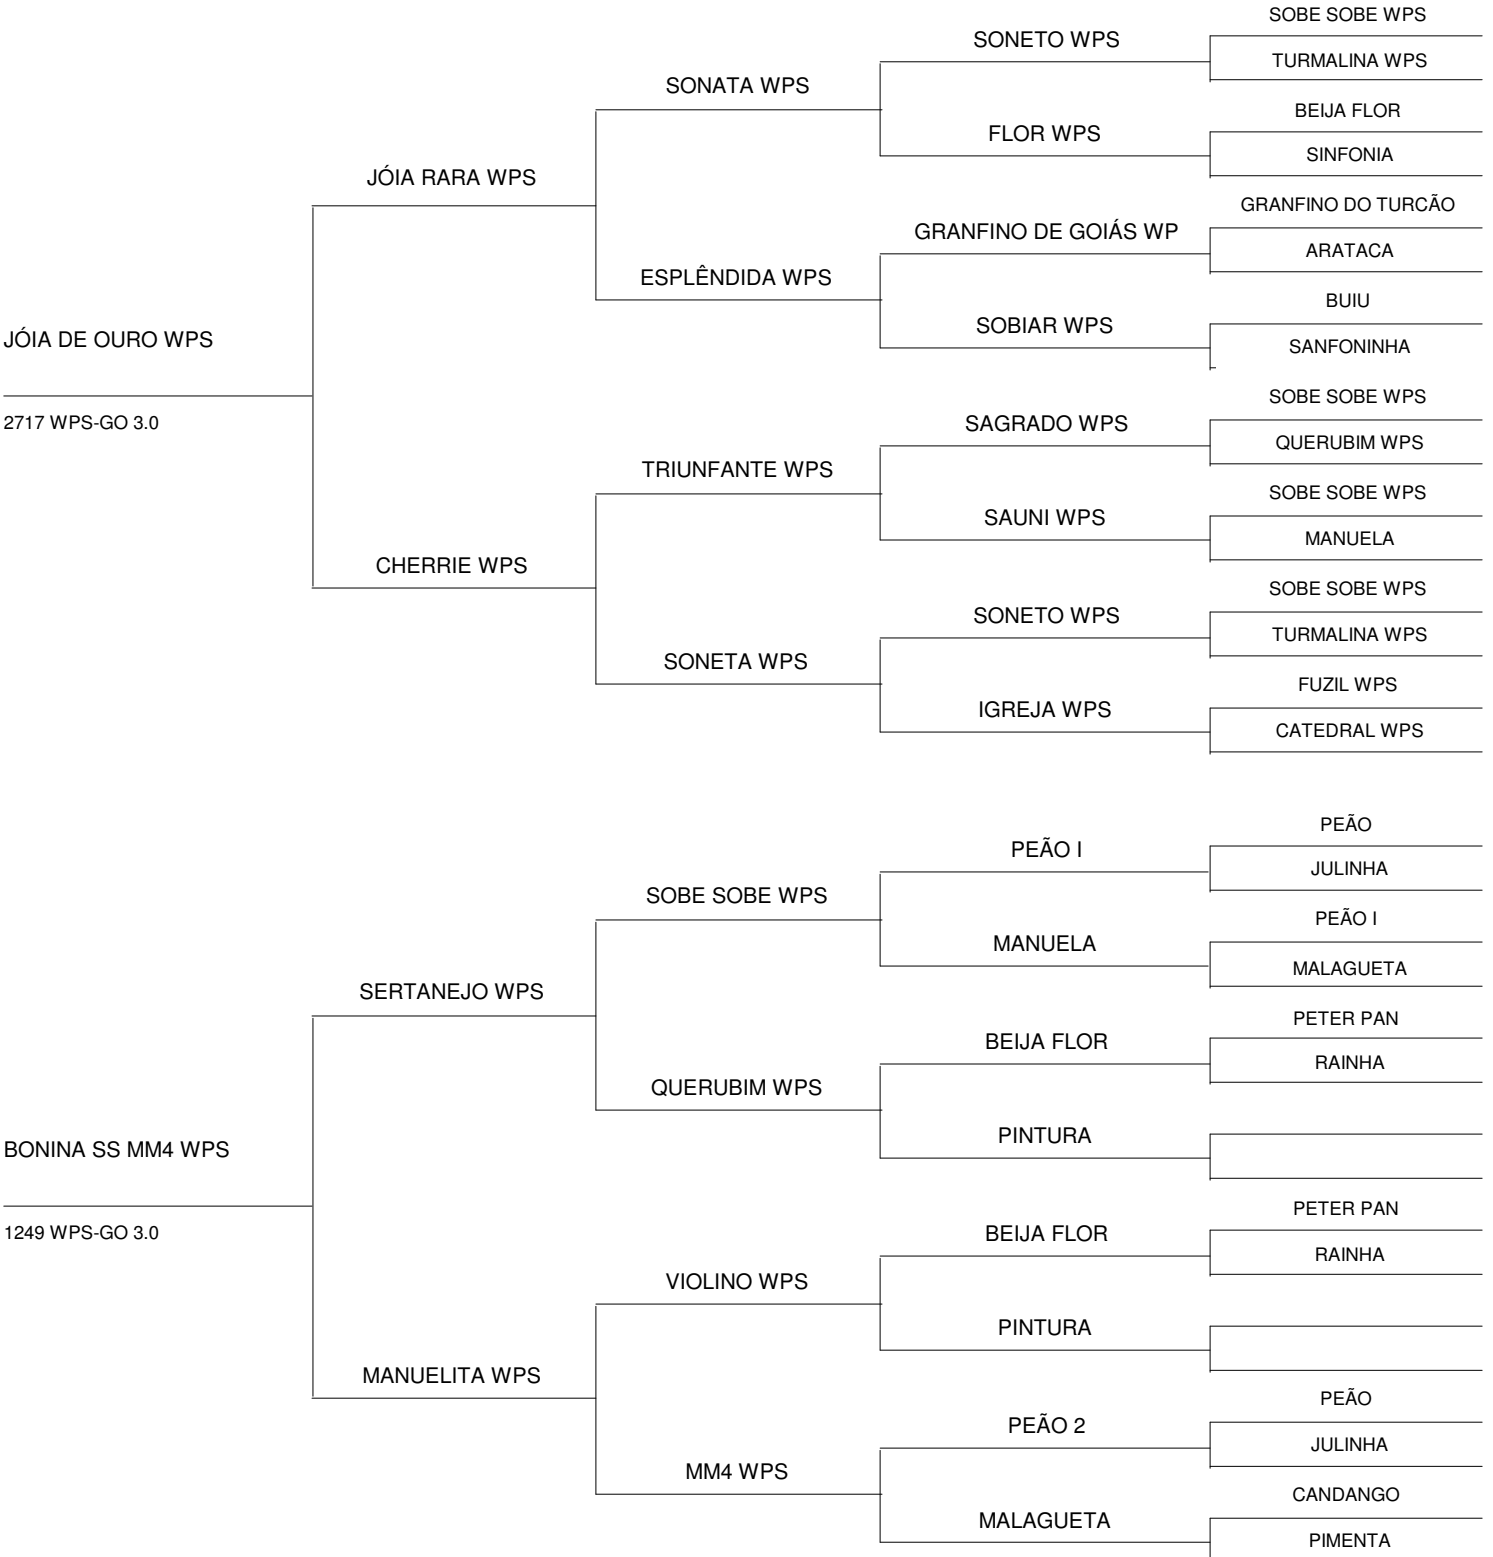 SOBE SOBE WPS
SONETO WPS
TURMALINA WPS
SONATA WPS
BEIJA FLOR
FLOR WPS
SINFONIA
JÓIA RARA WPS
GRANFINO DO TURCÃO
GRANFINO DE GOIÁS WP
ARATACA
ESPLÊNDIDA WPS
BUIU
SOBIAR WPS
SANFONINHA
JÓIA DE OURO WPS
2717 WPS-GO 3.0
SOBE SOBE WPS
SAGRADO WPS
QUERUBIM WPS
TRIUNFANTE WPS
SOBE SOBE WPS
SAUNI WPS
MANUELA
CHERRIE WPS
SOBE SOBE WPS
SONETO WPS
TURMALINA WPS
SONETA WPS
FUZIL WPS
IGREJA WPS
CATEDRAL WPS
PEÃO
PEÃO I
JULINHA
SOBE SOBE WPS
PEÃO I
MANUELA
MALAGUETA
SERTANEJO WPS
PETER PAN
BEIJA FLOR
RAINHA
QUERUBIM WPS
PINTURA
BONINA SS MM4 WPS
1249 WPS-GO 3.0
PETER PAN
BEIJA FLOR
RAINHA
VIOLINO WPS
PINTURA
MANUELITA WPS
PEÃO
PEÃO 2
JULINHA
MM4 WPS
CANDANGO
MALAGUETA
PIMENTA